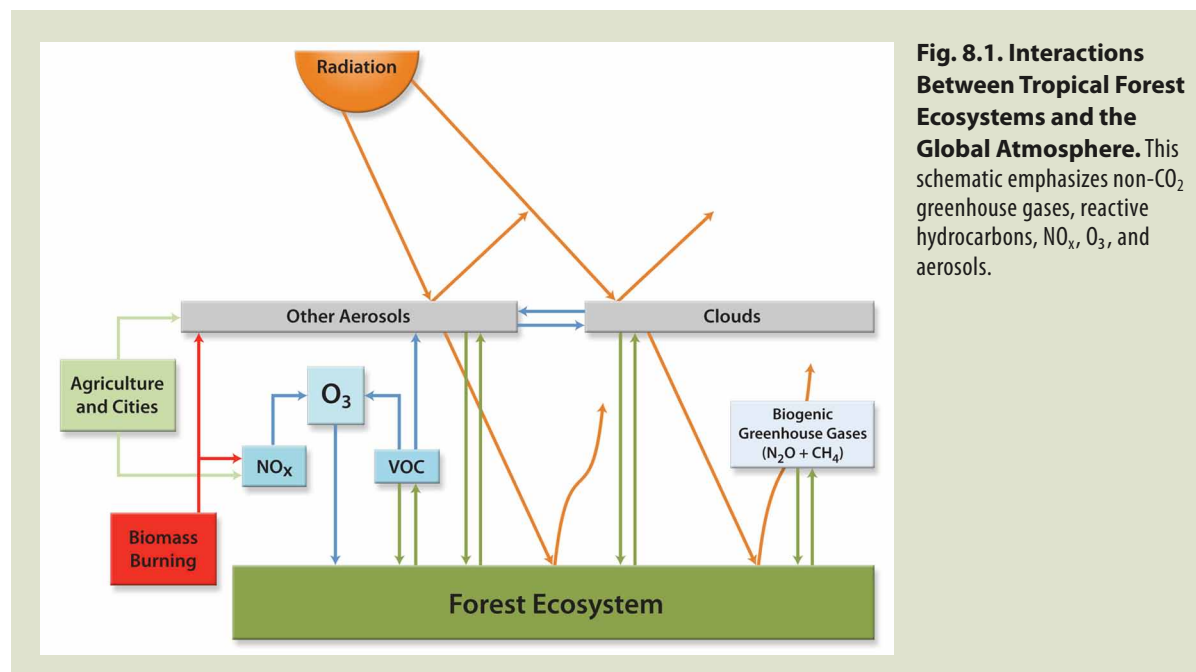 Radiation
Other Aerosols
Clouds
Agriculture
and Cities
O₃
NOₓ
VOC
Biogenic
Greenhouse Gases
(N₂O + CH₄)
Biomass
Burning
Forest Ecosystem
Fig. 8.1. Interactions
Between Tropical Forest
Ecosystems and the
Global Atmosphere. This
schematic emphasizes non-CO₂
greenhouse gases, reactive
hydrocarbons, NOₓ, O₃, and
aerosols.